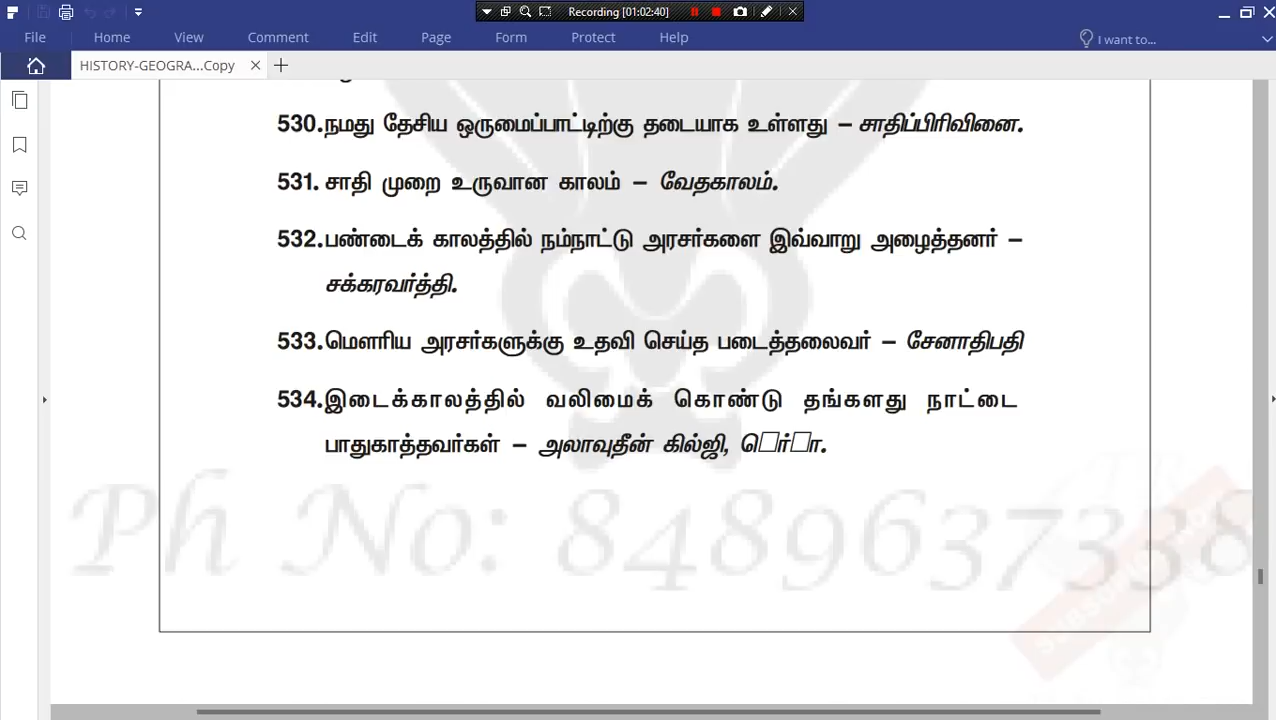 Recording [01:02:40]
File Home View Comment Edit Page Form Protect Help I want to...
HISTORY-GEOGRA...Copy
530.நமது தேசிய ஒருமைப்பாட்டிற்கு தடையாக உள்ளது – சாதிப்பிரிவினை.
531. சாதி முறை உருவான காலம் – வேதகாலம்.
532.பண்டைக் காலத்தில் நம்நாட்டு அரசர்களை இவ்வாறு அழைத்தனர் –
சக்கரவர்த்தி.
533.மௌரிய அரசர்களுக்கு உதவி செய்த படைத்தலைவர் – சேனாதிபதி
534.இடைக்காலத்தில் வலிமைக் கொண்டு தங்களது நாட்டை
பாதுகாத்தவர்கள் – அலாவுதீன் கில்ஜி,
Ph No: 8489637338